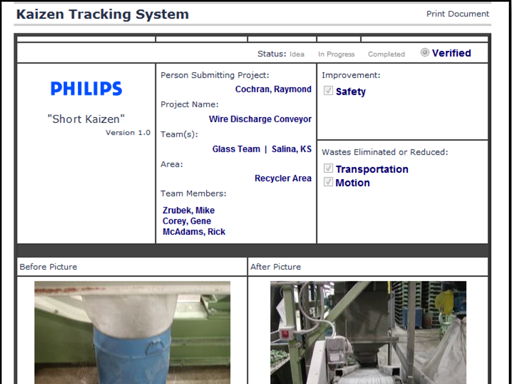 Kaizen Tracking System
Print Document
Status: Idea In Progress Completed Verified
PHILIPS
"Short Kaizen"
Version 1.0
Person Submitting Project:
Cochran, Raymond
Project Name:
Wire Discharge Conveyor
Team(s):
Glass Team | Salina, KS
Area:
Recycler Area
Team Members:
Zrubek, Mike
Corey, Gene
McAdams, Rick
Improvement:
Safety
Wastes Eliminated or Reduced:
Transportation
Motion
Before Picture
After Picture